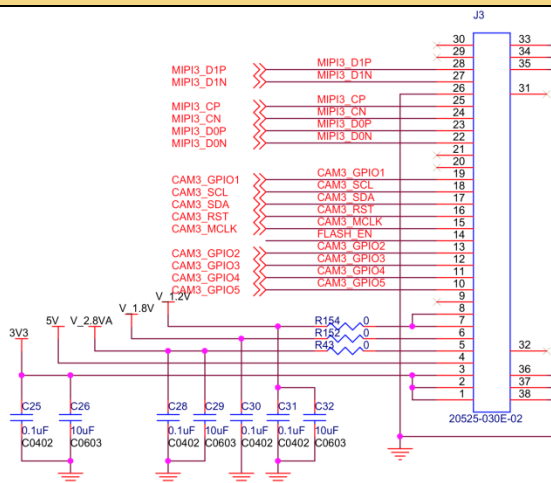 J3
30 33
29 34
MIPI3_D1P MIPI3_D1P 28 35
MIPI3_D1N MIPI3_D1N 27
26 31
MIPI3_CP MIPI3_CP 25
MIPI3_CN MIPI3_CN 24
MIPI3_D0P MIPI3_D0P 23
MIPI3_D0N MIPI3_D0N 22
21
20
CAM3_GPIO1 CAM3_GPIO1 19
CAM3_SCL CAM3_SCL 18
CAM3_SDA CAM3_SDA 17
CAM3_RST CAM3_RST 16
CAM3_MCLK CAM3_MCLK 15
FLASH_EN 14
CAM3_GPIO2 CAM3_GPIO2 13
CAM3_GPIO3 CAM3_GPIO3 12
CAM3_GPIO4 CAM3_GPIO4 11
CAM3_GPIO5 CAM3_GPIO5 10
V_1.2V 9
V_1.8V 8
5V V_2.8VA R154 0 7
3V3 R152 0 6
R43 0 5 32
4
3 36
2 37
1 38
C25 C26 C28 C29 C30 C31 C32
20525-030E-02
0.1uF 10uF 0.1uF 10uF 0.1uF 0.1uF 10uF
C0402 C0603 C0402 C0603 C0402 C0402 C0603